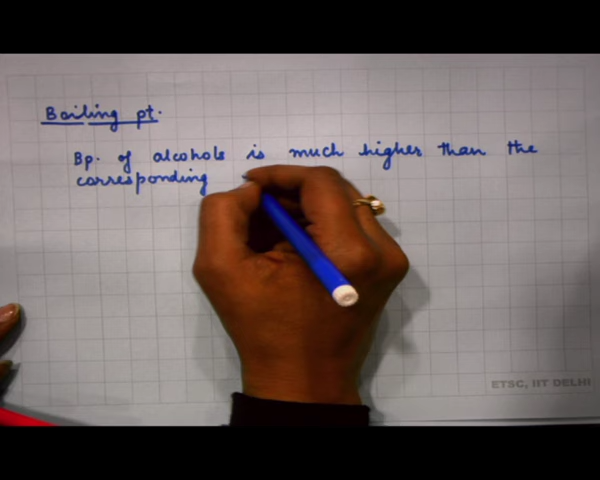 Boiling pt.
Bp. of alcohols is much higher than the
corresponding
ETSC, IIT DELHI